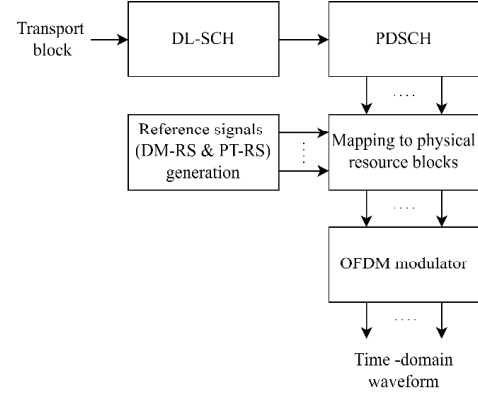 Transport
block
DL-SCH
PDSCH
....
Reference signals
(DM-RS & PT-RS)
generation
Mapping to physical
resource blocks
....
OFDM modulator
....
Time -domain
waveform